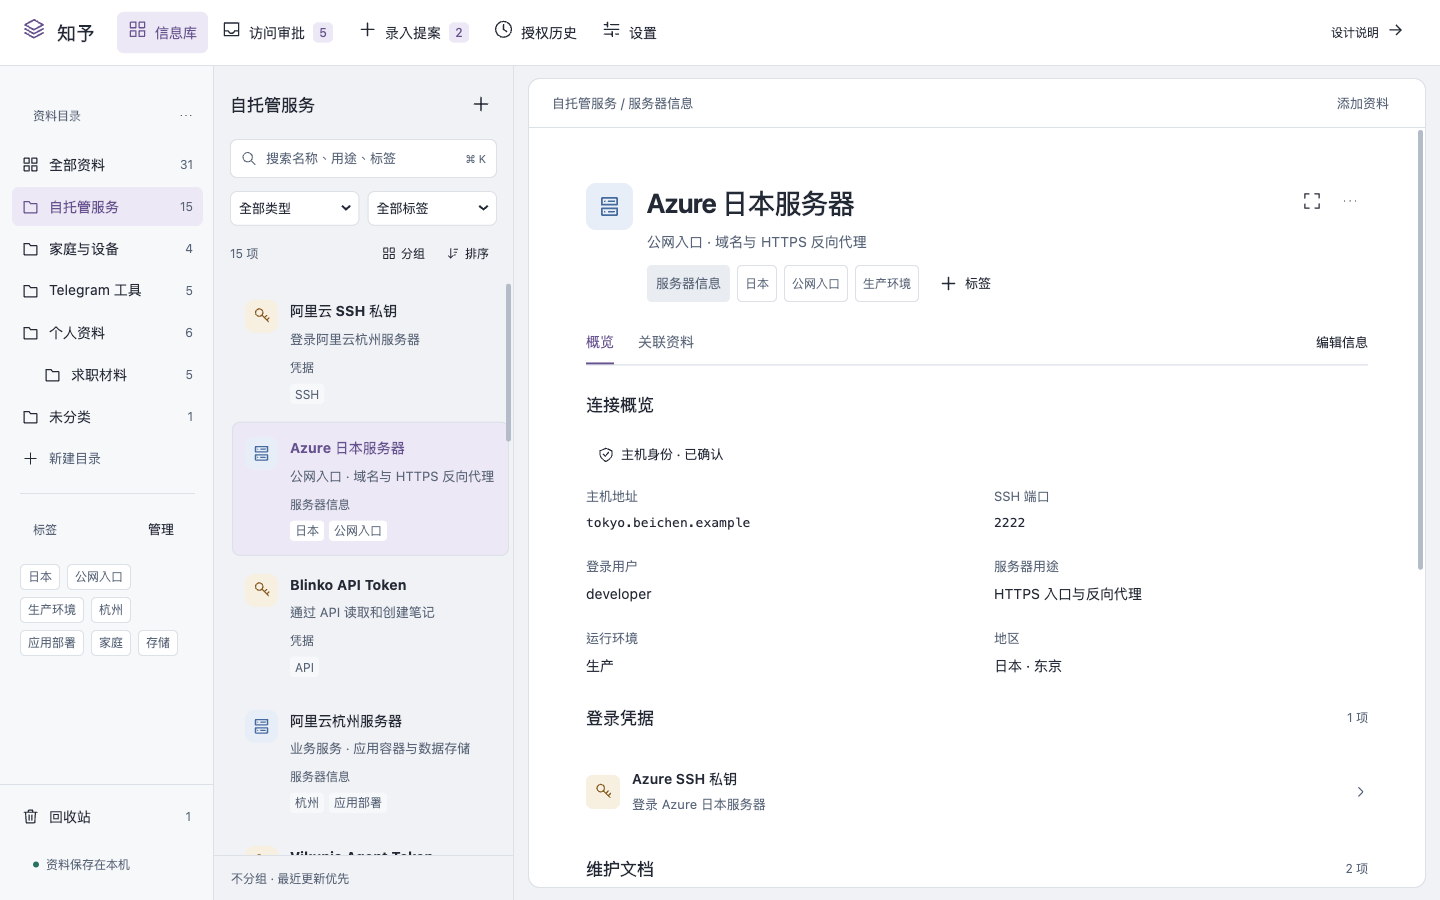 知予
信息库
访问审批 5
录入提案 2
授权历史
设置
设计说明
资料目录 ...
全部资料 31
自托管服务 15
家庭与设备 4
Telegram 工具 5
个人资料 6
求职材料 5
未分类 1
新建目录
标签 管理
日本 公网入口
生产环境 杭州
应用部署 家庭 存储
回收站 1
资料保存在本机
自托管服务
搜索名称、用途、标签 ⌘ K
全部类型 全部标签
15 项 分组 排序
阿里云 SSH 私钥
登录阿里云杭州服务器
凭据
SSH
Azure 日本服务器
公网入口 · 域名与 HTTPS 反向代理
服务器信息
日本 公网入口
Blinko API Token
通过 API 读取和创建笔记
凭据
API
阿里云杭州服务器
业务服务 · 应用容器与数据存储
服务器信息
杭州 应用部署
不分组 · 最近更新优先
自托管服务 / 服务器信息 添加资料
Azure 日本服务器 ...
公网入口 · 域名与 HTTPS 反向代理
服务器信息 日本 公网入口 生产环境 标签
概览 关联资料 编辑信息
连接概览
主机身份 · 已确认
主机地址 SSH 端口
tokyo.beichen.example 2222
登录用户 服务器用途
developer HTTPS 入口与反向代理
运行环境 地区
生产 日本 · 东京
登录凭据 1 项
Azure SSH 私钥
登录 Azure 日本服务器
维护文档 2 项